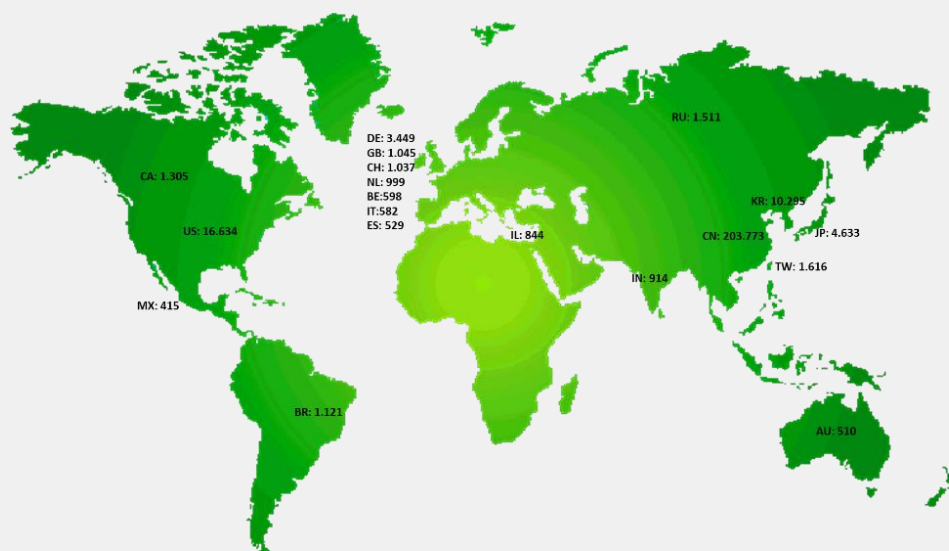 DE: 3.449
GB: 1.045
CH: 1.037
NL: 999
BE:598
IT:582
ES: 529
RU: 1.511
CA: 1.305
KR: 10.295
US: 16.634
JP: 4.633
CN: 203.773
IL: 844
TW: 1.616
IN: 914
MX: 415
BR: 1.121
AU: 510